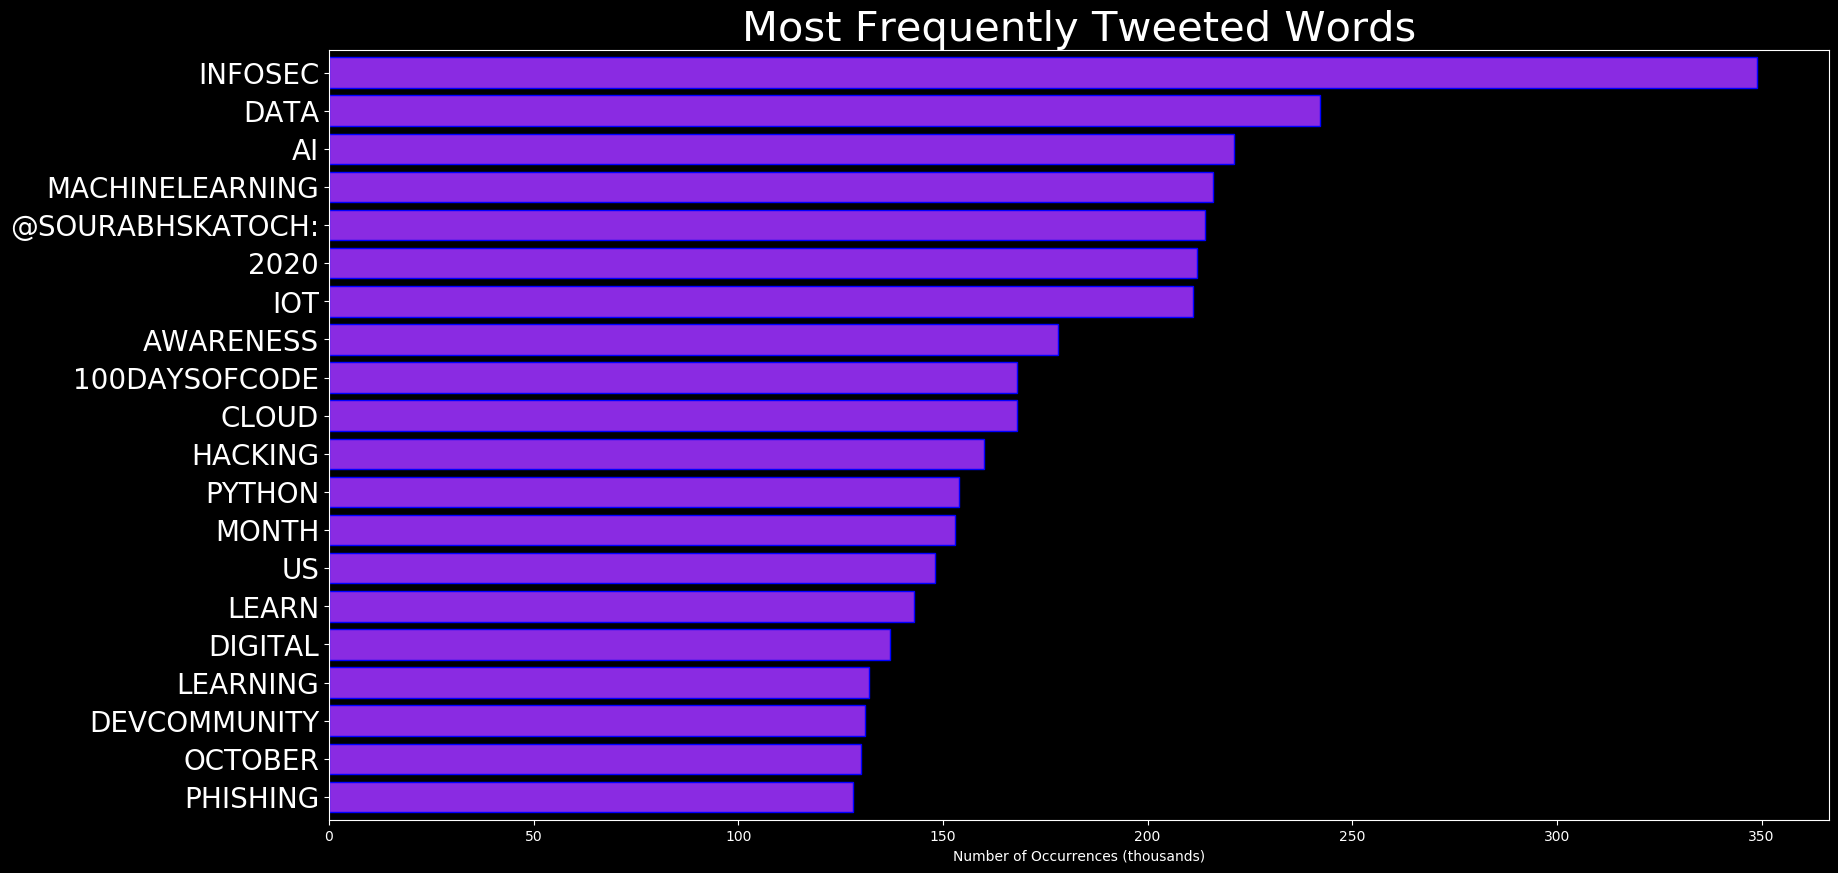 Most Frequently Tweeted Words
INFOSEC
DATA
AI
MACHINELEARNING
@SOURABHSKATOCH:
2020
IOT
AWARENESS
100DAYSOFCODE
CLOUD
HACKING
PYTHON
MONTH
US
LEARN
DIGITAL
LEARNING
DEVCOMMUNITY
OCTOBER
PHISHING
0 50 100 150 200 250 300 350
Number of Occurrences (thousands)